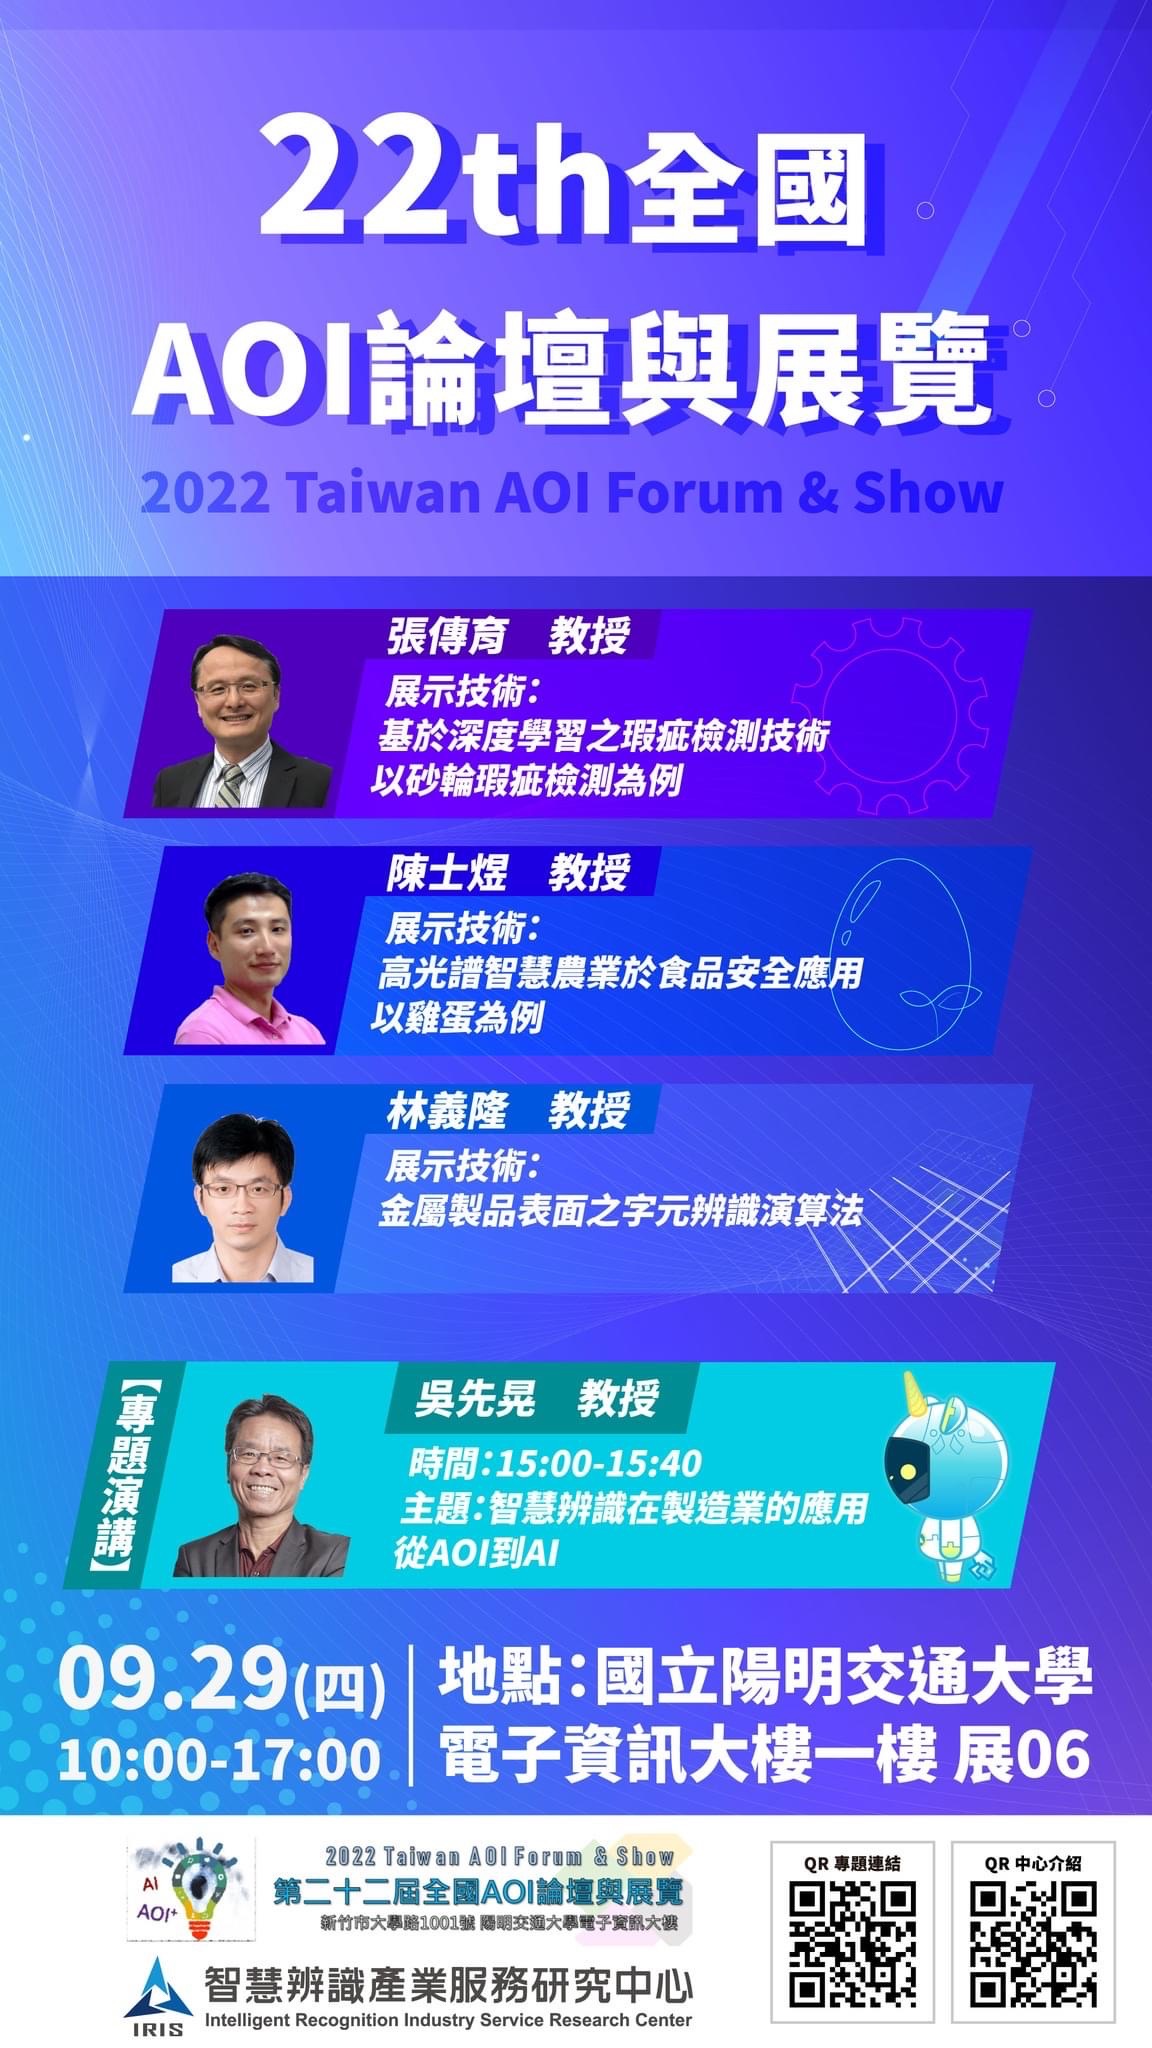 22th全國
AOI論壇與展覽
2022 Taiwan AOI Forum & Show
張傳育 教授
展示技術：
基於深度學習之瑕疵檢測技術
以砂輪瑕疵檢測為例
陳士煜 教授
展示技術：
高光譜智慧農業於食品安全應用
以雞蛋為例
林義隆 教授
展示技術：
金屬製品表面之字元辨識演算法
【專題演講】
吳先晃 教授
時間：15:00-15:40
主題：智慧辨識在製造業的應用
從AOI到AI
09.29(四)
10:00-17:00
地點：國立陽明交通大學
電子資訊大樓一樓 展06
AI
AOI+
2022 Taiwan AOI Forum & Show
第二十二屆全國AOI論壇與展覽
新竹市大學路1001號 陽明交通大學電子資訊大樓
IRIS
智慧辨識產業服務研究中心
Intelligent Recognition Industry Service Research Center
QR 專題連結
QR 中心介紹